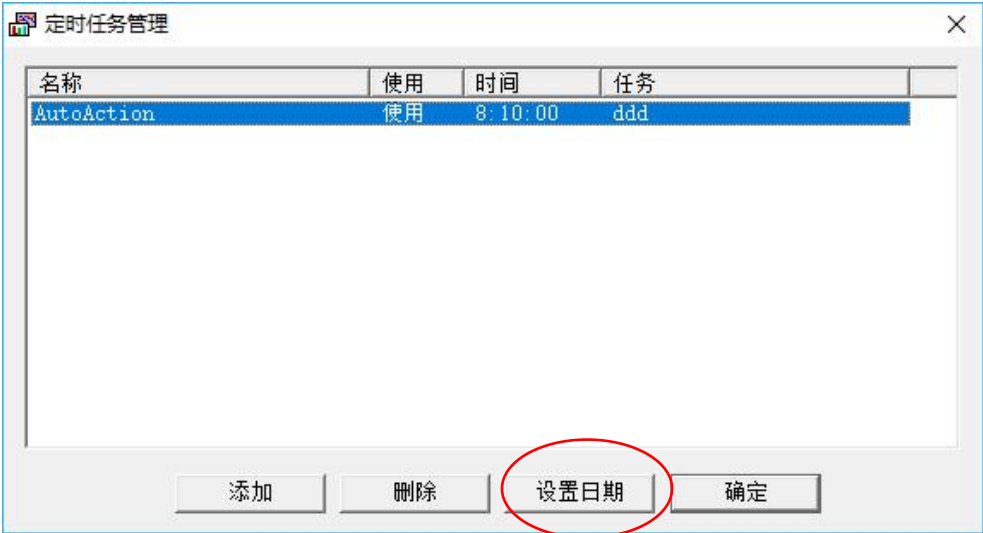 定时任务管理
名称 使用 时间 任务
AutoAction 使用 8:10:00 ddd
添加 删除 设置日期 确定